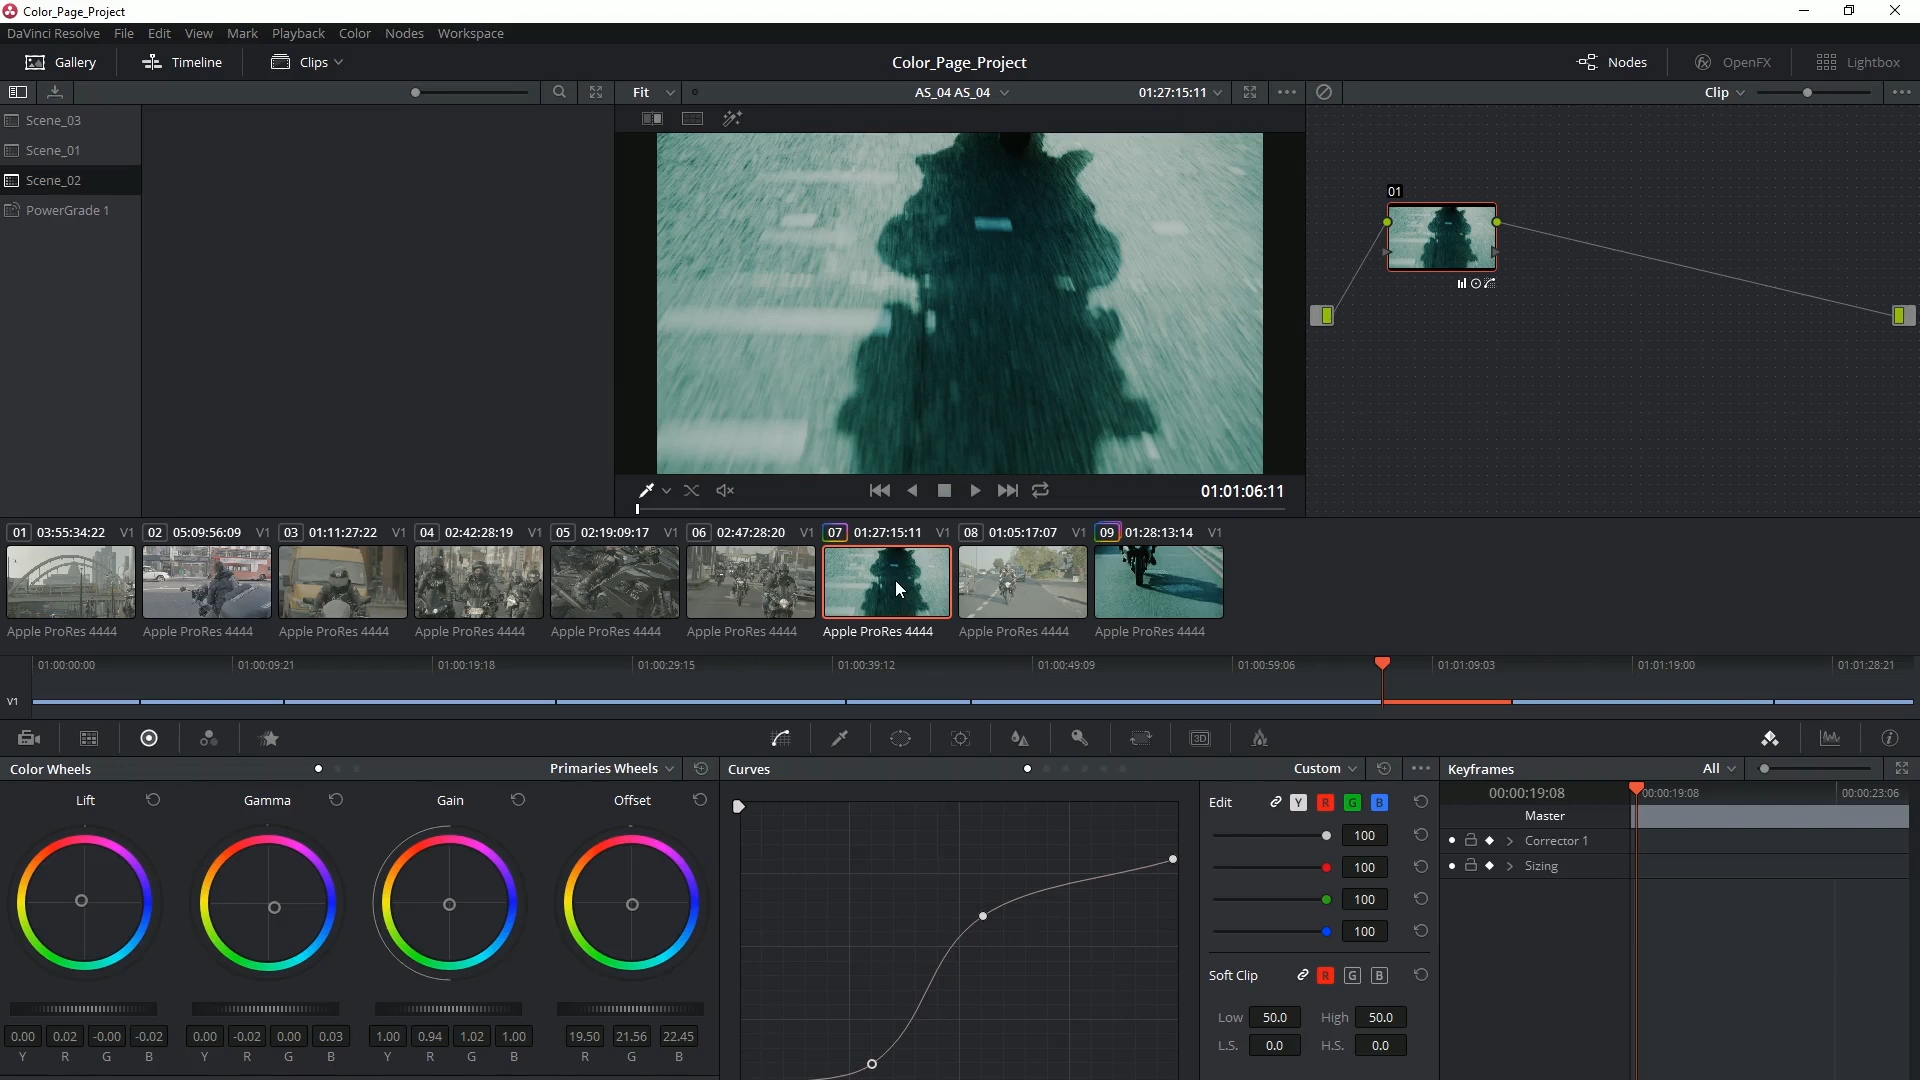 Color_Page_Project
DaVinci Resolve File Edit View Mark Playback Color Nodes Workspace
Gallery Timeline Clips Color_Page_Project Nodes OpenFX Lightbox
Fit AS_04 AS_04 01:27:15:11 Clip
Scene_03
Scene_01
Scene_02
PowerGrade 1
01
01:01:06:11
01 03:55:34:22 V1 02 05:09:56:09 V1 03 01:11:27:22 V1 04 02:42:28:19 V1 05 02:19:09:17 V1 06 02:47:28:20 V1 07 01:27:15:11 V1 08 01:05:17:07 V1 09 01:28:13:14 V1
Apple ProRes 4444 Apple ProRes 4444 Apple ProRes 4444 Apple ProRes 4444 Apple ProRes 4444 Apple ProRes 4444 Apple ProRes 4444 Apple ProRes 4444 Apple ProRes 4444
01:00:00:00 01:00:09:21 01:00:19:18 01:00:29:15 01:00:39:12 01:00:49:09 01:00:59:06 01:01:09:03 01:01:19:00 01:01:28:21
V1
3D
Color Wheels Primaries Wheels Curves Custom Keyframes All
Lift Gamma Gain Offset
Edit Y R G B
100
100
100
100
Soft Clip R G B
Low 50.0 High 50.0
L.S. 0.0 H.S. 0.0
00:00:19:08 00:00:19:08 00:00:23:06
Master
Corrector 1
Sizing
0.00 0.02 -0.00 -0.02 0.00 -0.02 0.00 0.03 1.00 0.94 1.02 1.00 19.50 21.56 22.45
Y R G B Y R G B Y R G B R G B